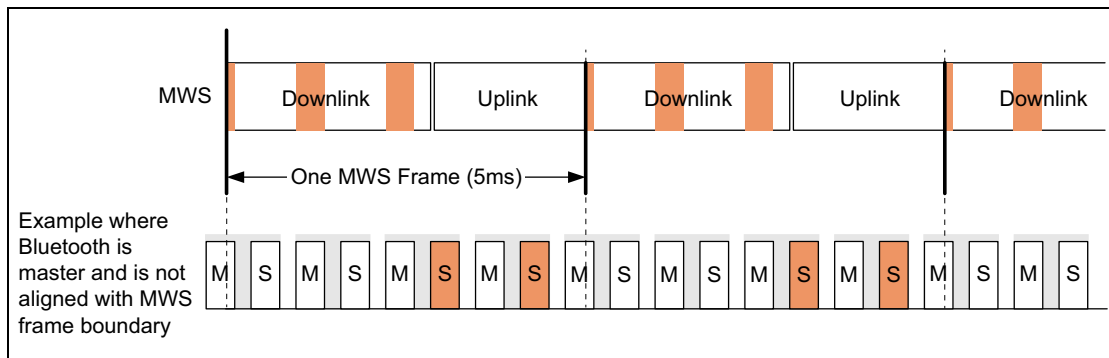 MWS
Downlink
Uplink
Downlink
Uplink
Downlink
One MWS Frame (5ms)
Example where
Bluetooth is
master and is not
aligned with MWS
frame boundary
M S M S M S M S M S M S M S M S M S M S